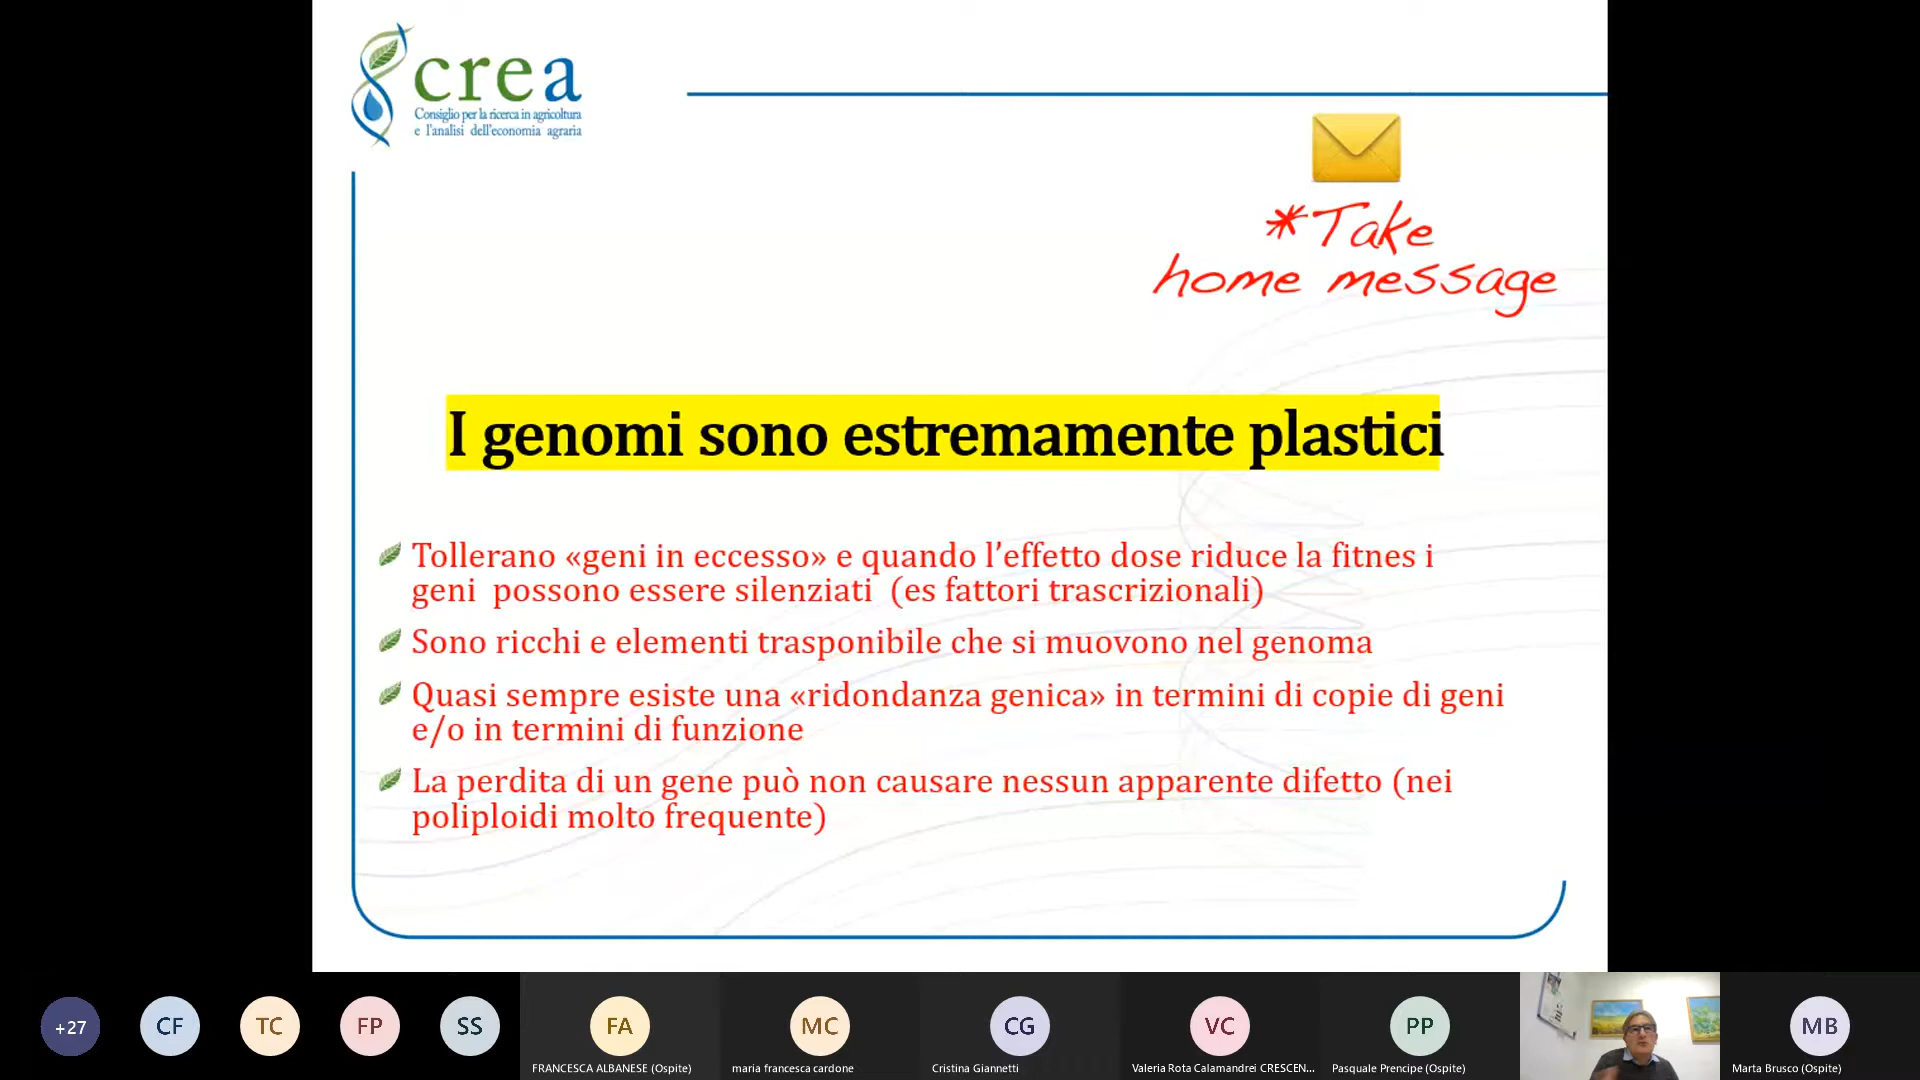 crea
Consiglio per la ricerca in agricoltura
e l'analisi dell'economia agraria
*Take
home message
I genomi sono estremamente plastici
Tollerano «geni in eccesso» e quando l’effetto dose riduce la fitnes i
geni possono essere silenziati (es fattori trascrizionali)
Sono ricchi e elementi trasponibile che si muovono nel genoma
Quasi sempre esiste una «ridondanza genica» in termini di copie di geni
e/o in termini di funzione
La perdita di un gene può non causare nessun apparente difetto (nei
poliploidi molto frequente)
+27
CF
TC
FP
SS
FA
MC
CG
VC
PP
MB
FRANCESCA ALBANESE (Ospite)
maria francesca cardone
Cristina Giannetti
Valeria Rota Calamandrei CRESCEN...
Pasquale Prencipe (Ospite)
Marta Brusco (Ospite)